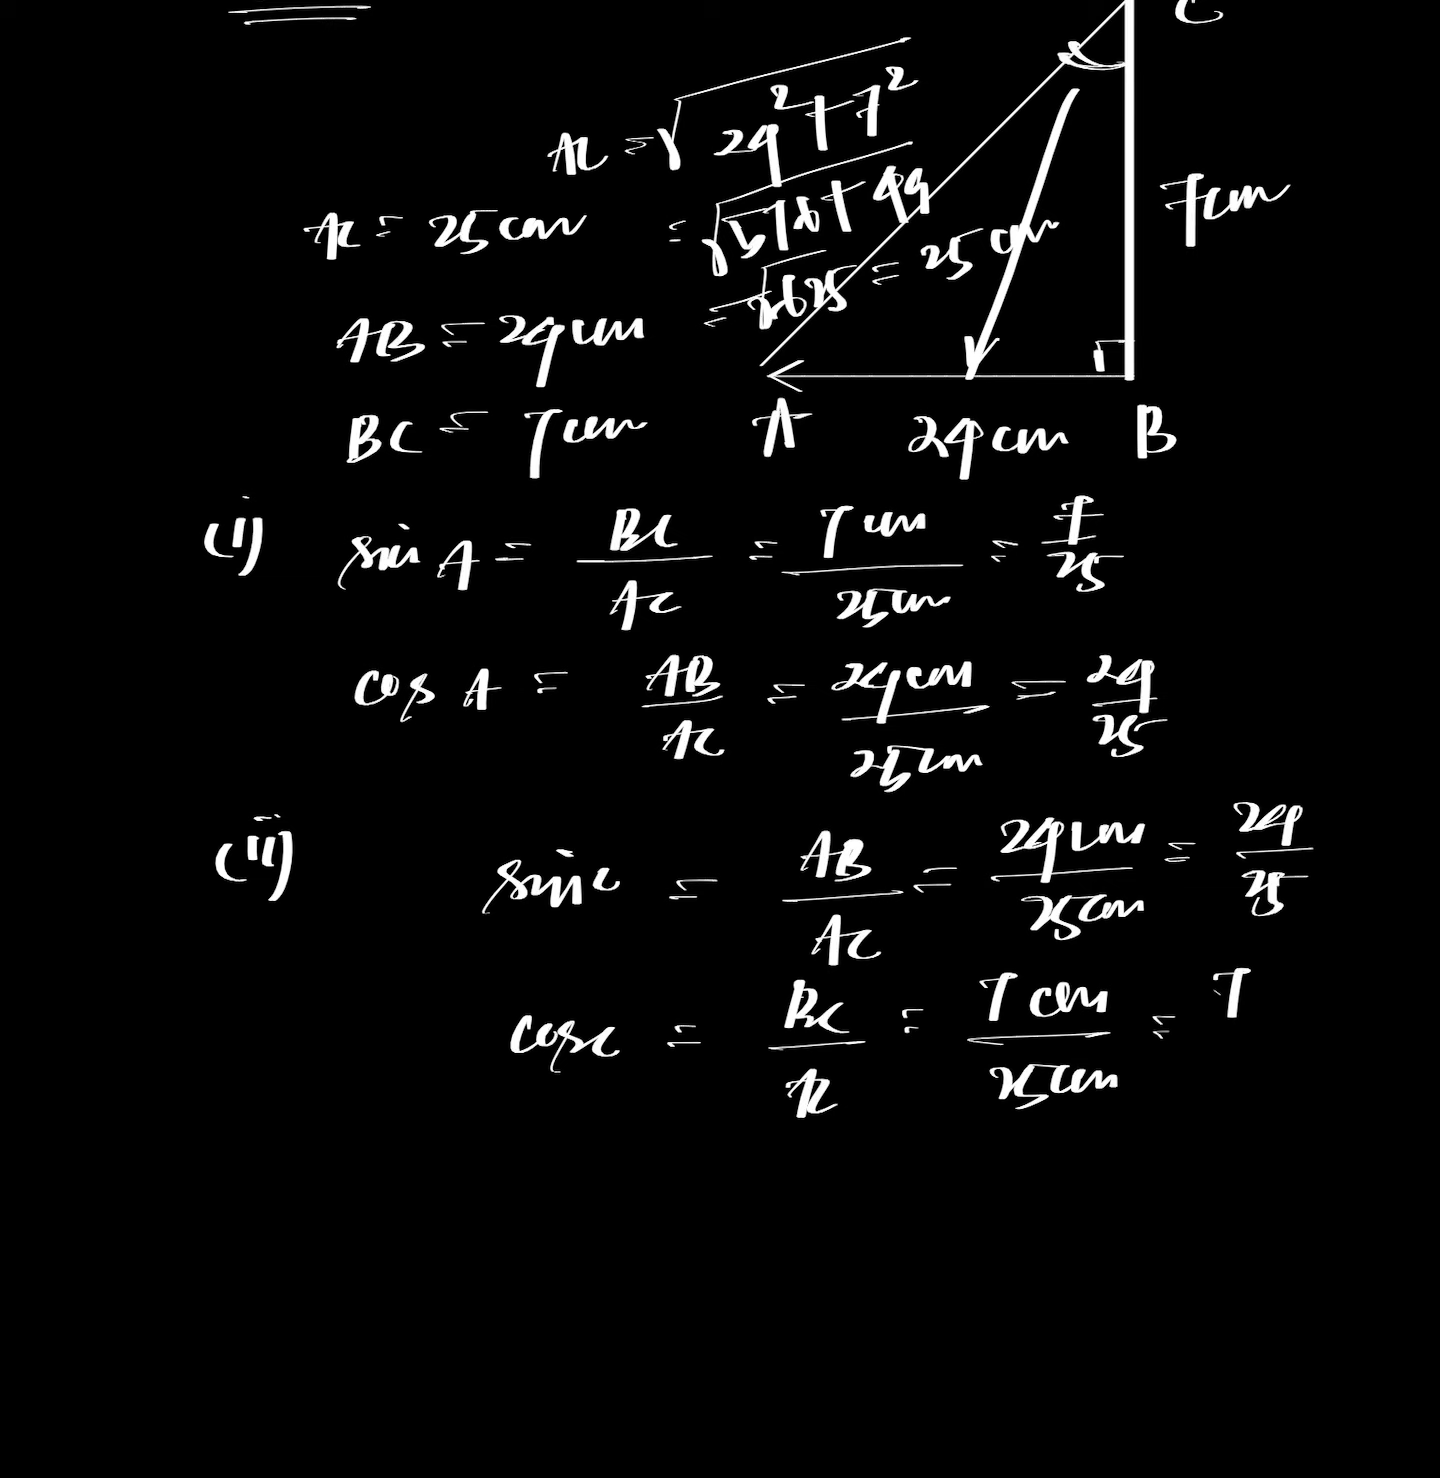 C
AC = √24² + 7²
AC = 25 cm = √576 + 49
= √625 = 25 cm
7cm
AB = 24 cm
BC = 7 cm
A 24 cm B
(i) sin A = BC/AC = 7 cm/25 cm = 7/25
cos A = AB/AC = 24 cm/25 cm = 24/25
(ii) sin C = AB/AC = 24 cm/25 cm = 24/25
cos C = BC/AC = 7 cm/25 cm = 7